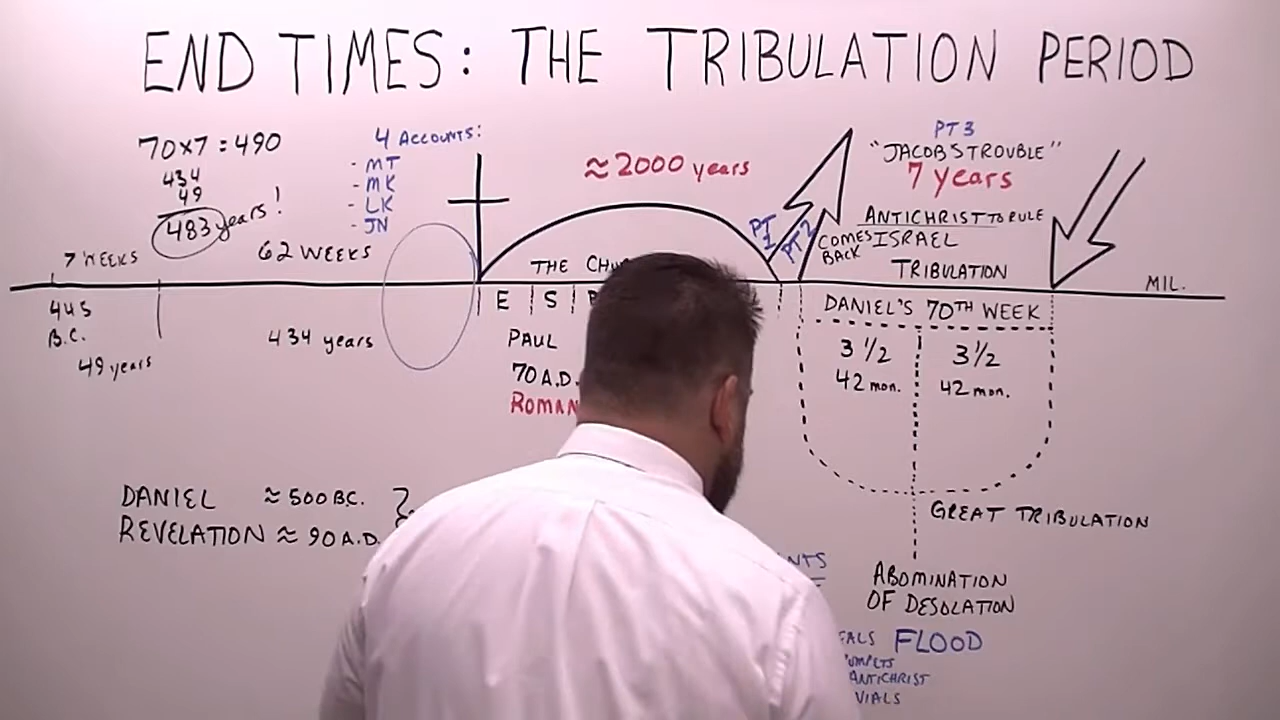 END TIMES: THE TRIBULATION PERIOD
70x7=490
434
49
483 years!
7 WEEKS
62 WEEKS
445
B.C.
49 years
434 years
4 ACCOUNTS:
- MT
- MK
- LK
- JN
≈2000 years
THE
E S
PAUL
70 A.D.
PT 1
PT 2
COMES
BACK
PT 3
"JACOBS TROUBLE"
7 years
ANTICHRIST TO RULE
ISRAEL
TRIBULATION
MIL.
DANIEL'S 70TH WEEK
3 1/2
42 mon.
3 1/2
42 mon.
GREAT TRIBULATION
ABOMINATION
OF DESOLATION
DANIEL ≈500 B.C.
REVELATION ≈ 90 A.D.
FLOOD
ANTICHRIST
VIALS